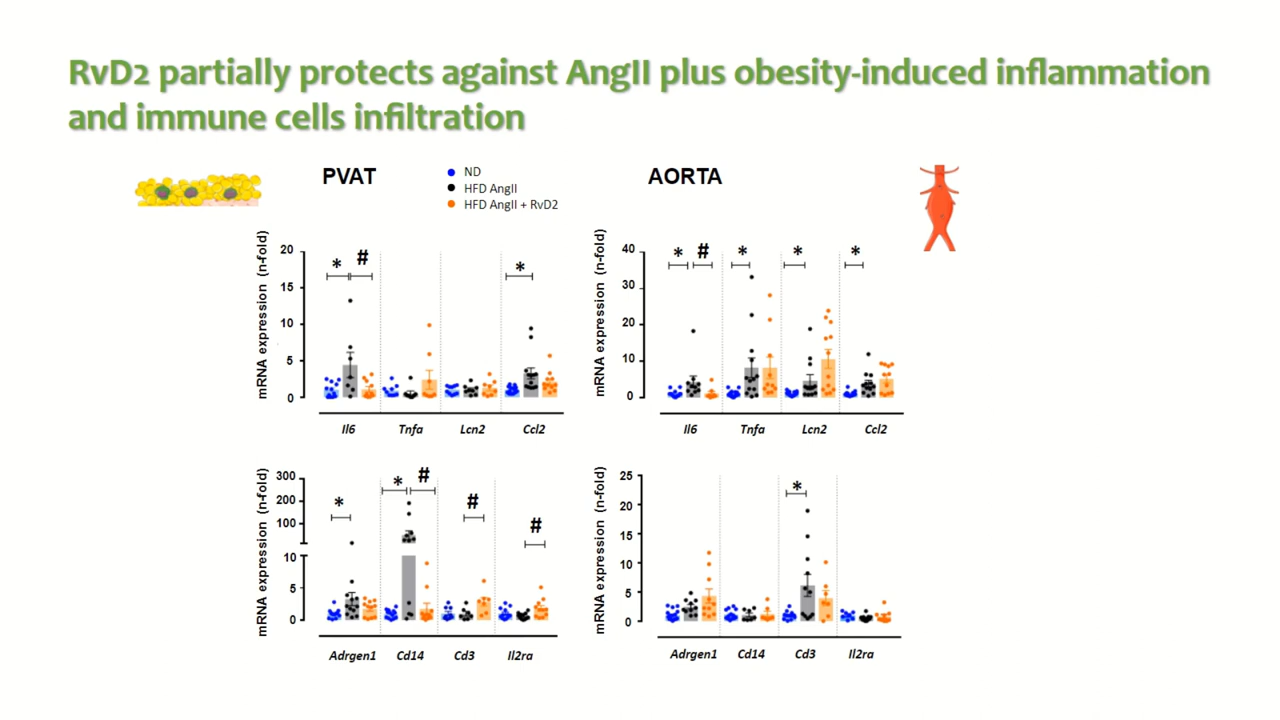 RvD2 partially protects against AngII plus obesity-induced inflammation
and immune cells infiltration
PVAT
ND
HFD AngII
HFD AngII + RvD2
AORTA
mRNA expression (n-fold)
20
15
10
5
0
* # *
Il6 Tnfa Lcn2 Ccl2
mRNA expression (n-fold)
40
30
20
10
0
* # * * *
Il6 Tnfa Lcn2 Ccl2
mRNA expression (n-fold)
300
200
100
10
5
0
* * # # #
Adrgen1 Cd14 Cd3 Il2ra
mRNA expression (n-fold)
25
20
15
10
5
0
*
Adrgen1 Cd14 Cd3 Il2ra